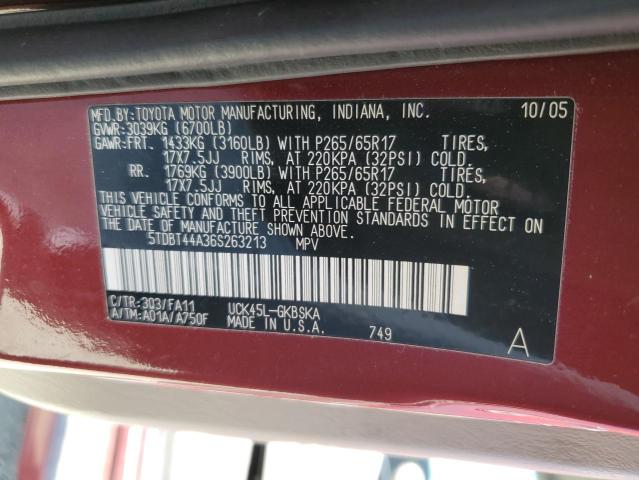 MFD.BY:TOYOTA MOTOR MANUFACTURING, INDIANA, INC. 10/05
GVWR:3039KG (6700LB)
GAWR:FRT. 1433KG (3160LB) WITH P265/65R17 TIRES,
17X7.5JJ RIMS, AT 220KPA (32PSI) COLD.
RR. 1769KG (3900LB) WITH P265/65R17 TIRES,
17X7.5JJ RIMS, AT 220KPA (32PSI) COLD.
THIS VEHICLE CONFORMS TO ALL APPLICABLE FEDERAL MOTOR
VEHICLE SAFETY AND THEFT PREVENTION STANDARDS IN EFFECT ON
THE DATE OF MANUFACTURE SHOWN ABOVE.
5TDBT44A36S263213 MPV
C/TR:303/FA11 UCK45L-GKBSKA
A/TM:A01A/A750F MADE IN U.S.A. 749 A